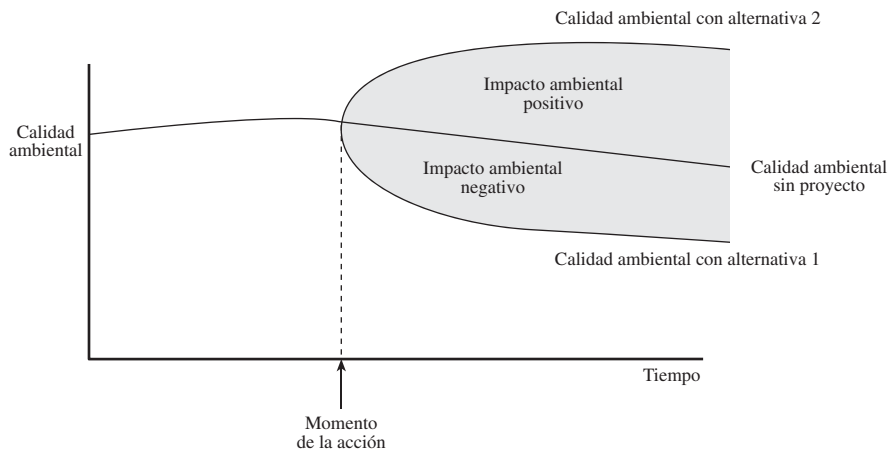 Calidad ambiental con alternativa 2
Impacto ambiental
positivo
Calidad
ambiental
Impacto ambiental
negativo
Calidad ambiental
sin proyecto
Calidad ambiental con alternativa 1
Tiempo
Momento
de la acción